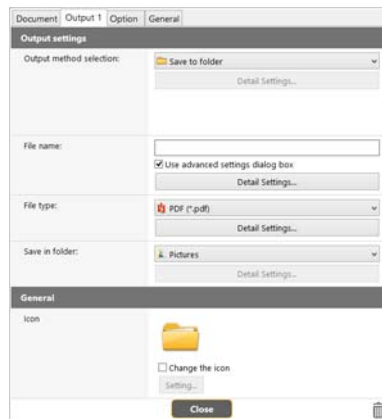 Document Output 1 Option General
Output settings
Output method selection: Save to folder
Detail Settings...
File name:
Use advanced settings dialog box
Detail Settings...
File type: PDF (*.pdf)
Detail Settings...
Save in folder: Pictures
Detail Settings...
General
Icon
Change the icon
Setting...
Close